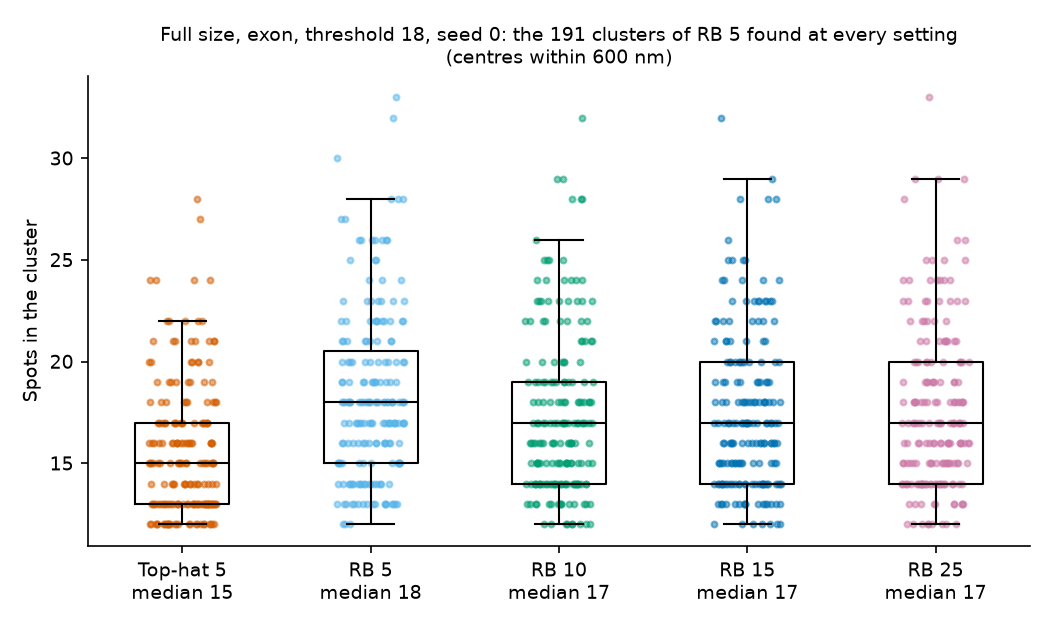 Full size, exon, threshold 18, seed 0: the 191 clusters of RB 5 found at every setting
(centres within 600 nm)
Spots in the cluster
30
25
20
15
Top-hat 5
median 15
RB 5
median 18
RB 10
median 17
RB 15
median 17
RB 25
median 17